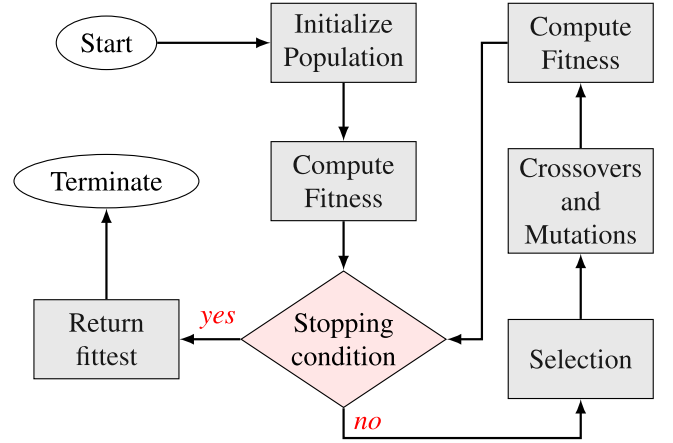 Start
Initialize
Population
Compute
Fitness
Stopping
condition
yes
Return
fittest
Terminate
no
Selection
Crossovers
and
Mutations
Compute
Fitness